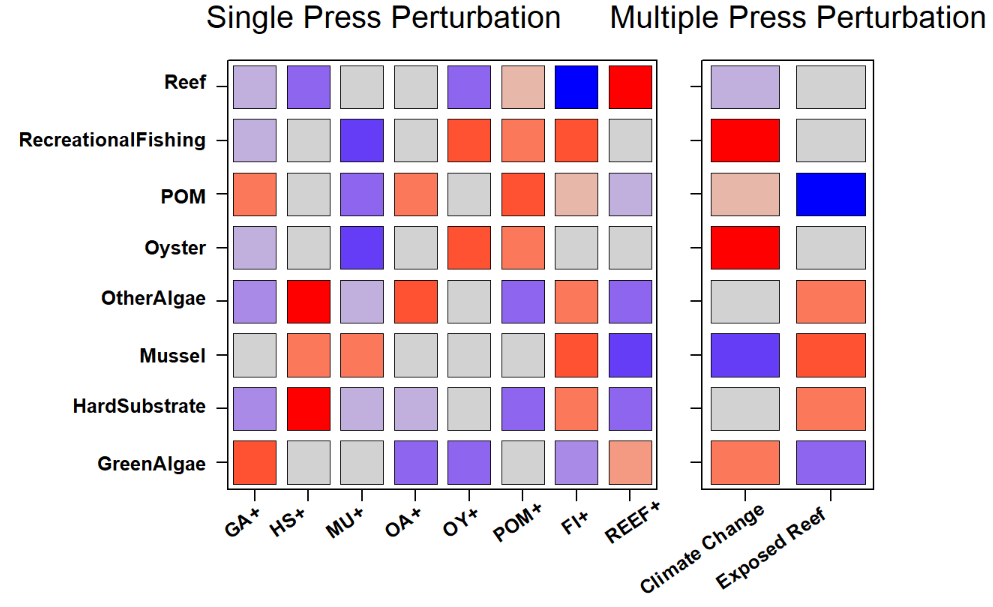 Single Press Perturbation
Multiple Press Perturbation
Reef
RecreationalFishing
POM
Oyster
OtherAlgae
Mussel
HardSubstrate
GreenAlgae
GA+
HS+
MU+
OA+
OY+
POM+
FI+
REEF+
Climate Change
Exposed Reef